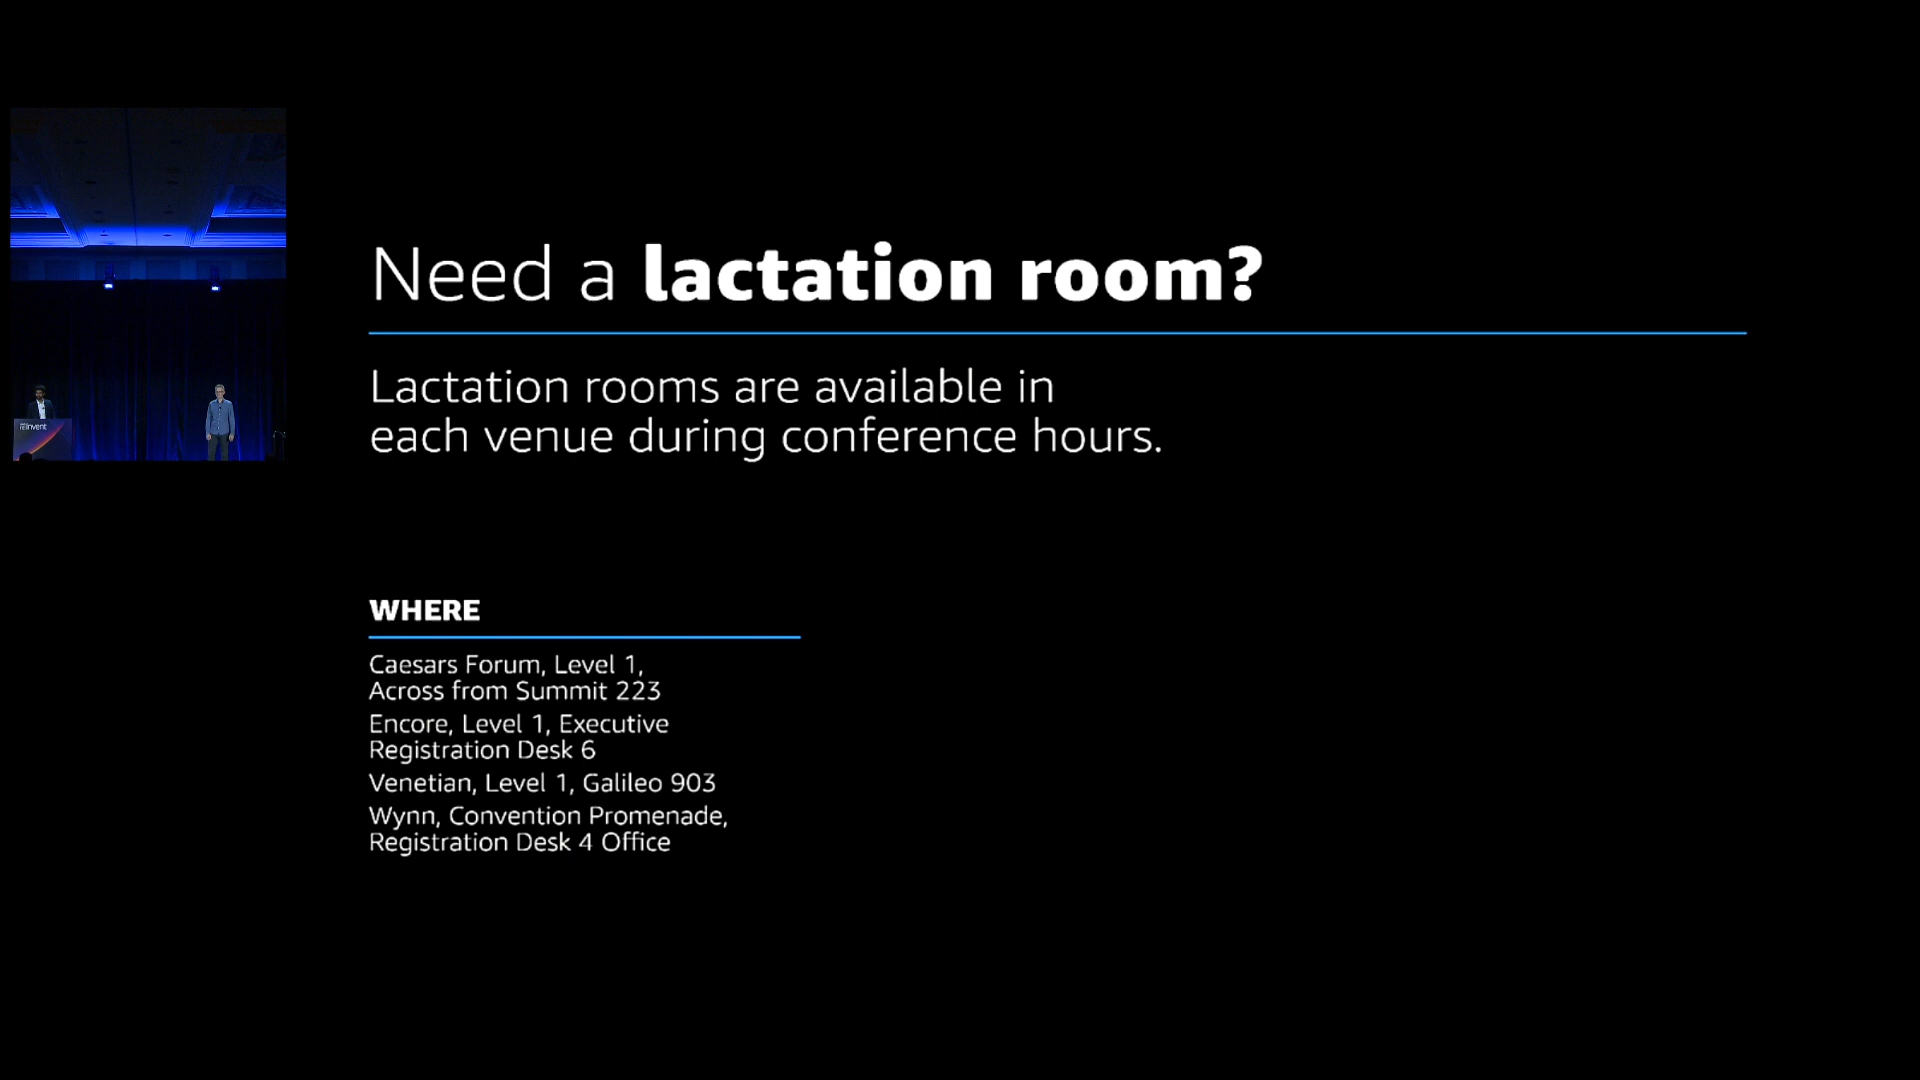 Need a lactation room?
Lactation rooms are available in
each venue during conference hours.
WHERE
Caesars Forum, Level 1,
Across from Summit 223
Encore, Level 1, Executive
Registration Desk 6
Venetian, Level 1, Galileo 903
Wynn, Convention Promenade,
Registration Desk 4 Office
re:Invent